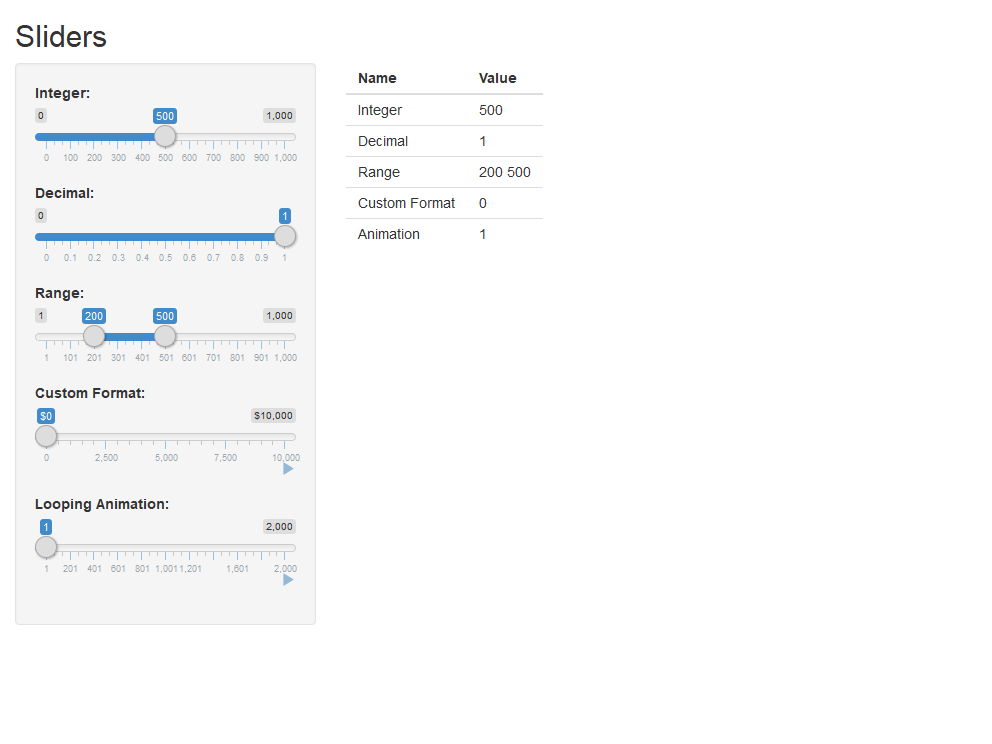 Sliders
Integer:
0 500 1,000
0 100 200 300 400 500 600 700 800 900 1,000
Decimal:
0 1
0 0.1 0.2 0.3 0.4 0.5 0.6 0.7 0.8 0.9 1
Range:
1 200 500 1,000
1 101 201 301 401 501 601 701 801 901 1,000
Custom Format:
$0 $10,000
0 2,500 5,000 7,500 10,000
Looping Animation:
1 2,000
1 201 401 601 801 1,001 1,201 1,601 2,000
Name Value
Integer 500
Decimal 1
Range 200 500
Custom Format 0
Animation 1